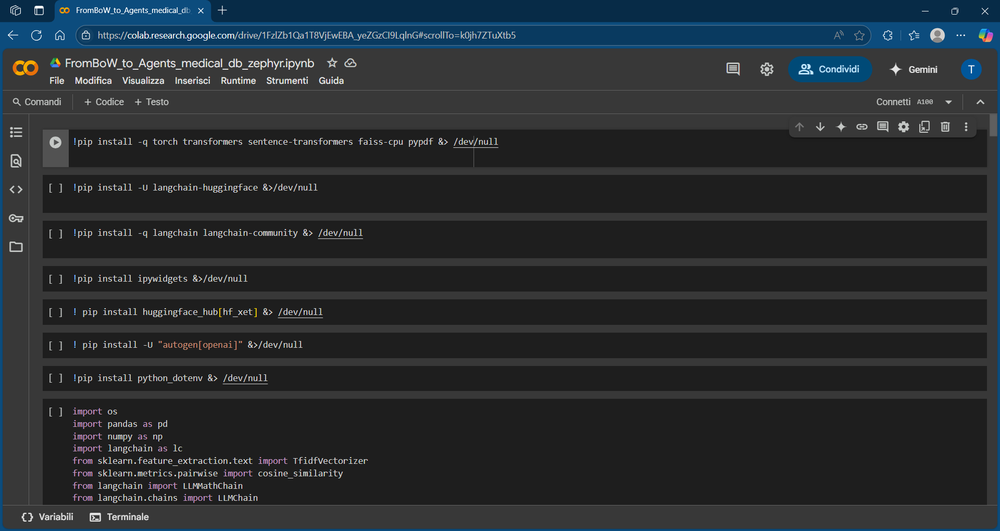 FromBoW_to_Agents_medical_db
https://colab.research.google.com/drive/1FzlZb1Qa1T8VjEwEBA_yeZGzCI9LqlnG#scrollTo=k0jh7ZTuXtb5
FromBoW_to_Agents_medical_db_zephyr.ipynb
File Modifica Visualizza Inserisci Runtime Strumenti Guida
Condividi
Gemini
T
Comandi + Codice + Testo
Connetti A100
!pip install -q torch transformers sentence-transformers faiss-cpu pypdf &> /dev/null
[ ] !pip install -U langchain-huggingface &>/dev/null
[ ] !pip install -q langchain langchain-community &> /dev/null
[ ] !pip install ipywidgets &>/dev/null
[ ] ! pip install huggingface_hub[hf_xet] &> /dev/null
[ ] ! pip install -U "autogen[openai]" &>/dev/null
[ ] !pip install python_dotenv &> /dev/null
[ ] import os
import pandas as pd
import numpy as np
import langchain as lc
from sklearn.feature_extraction.text import TfidfVectorizer
from sklearn.metrics.pairwise import cosine_similarity
from langchain import LLMMathChain
from langchain.chains import LLMChain
Variabili Terminale